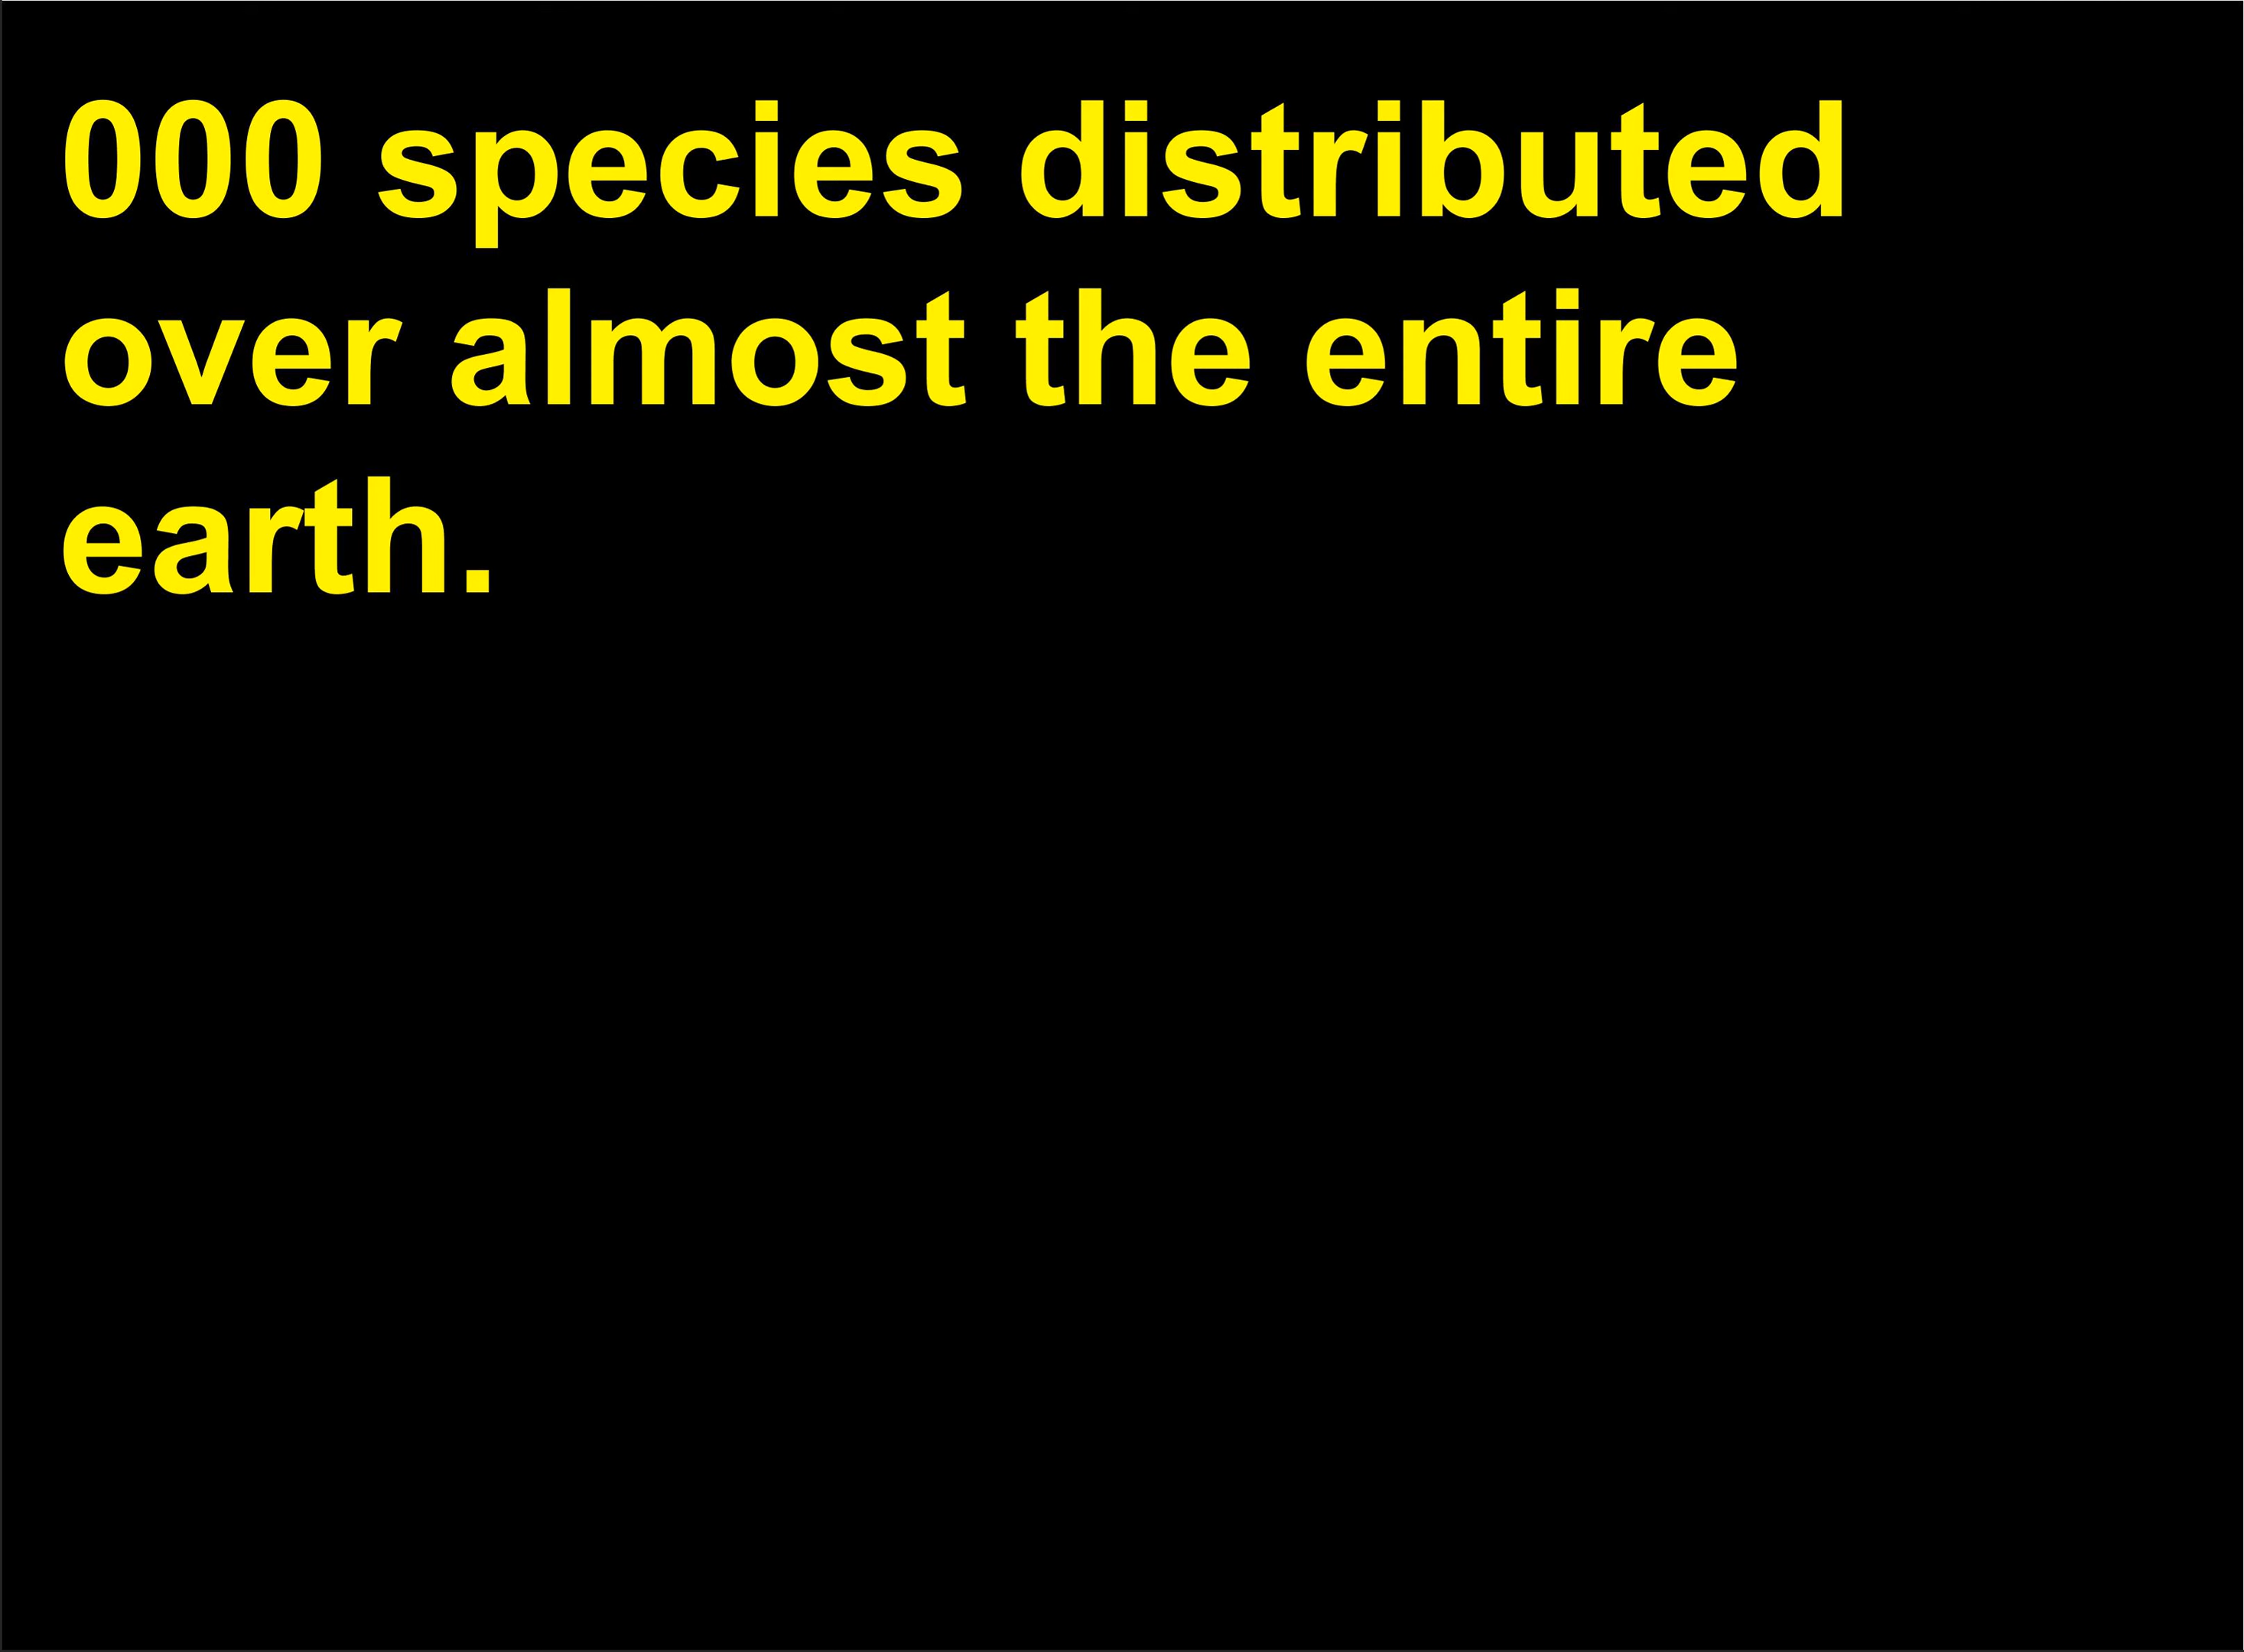 000 species distributed
over almost the entire
earth.